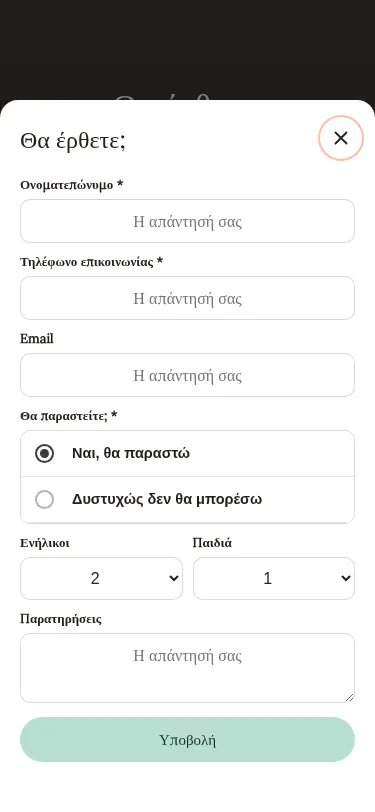 Θα έρθετε;
Ονοματεπώνυμο *
Η απάντησή σας
Τηλέφωνο επικοινωνίας *
Η απάντησή σας
Email
Η απάντησή σας
Θα παραστείτε; *
Ναι, θα παραστώ
Δυστυχώς δεν θα μπορέσω
Ενήλικοι Παιδιά
2 1
Παρατηρήσεις
Η απάντησή σας
Υποβολή